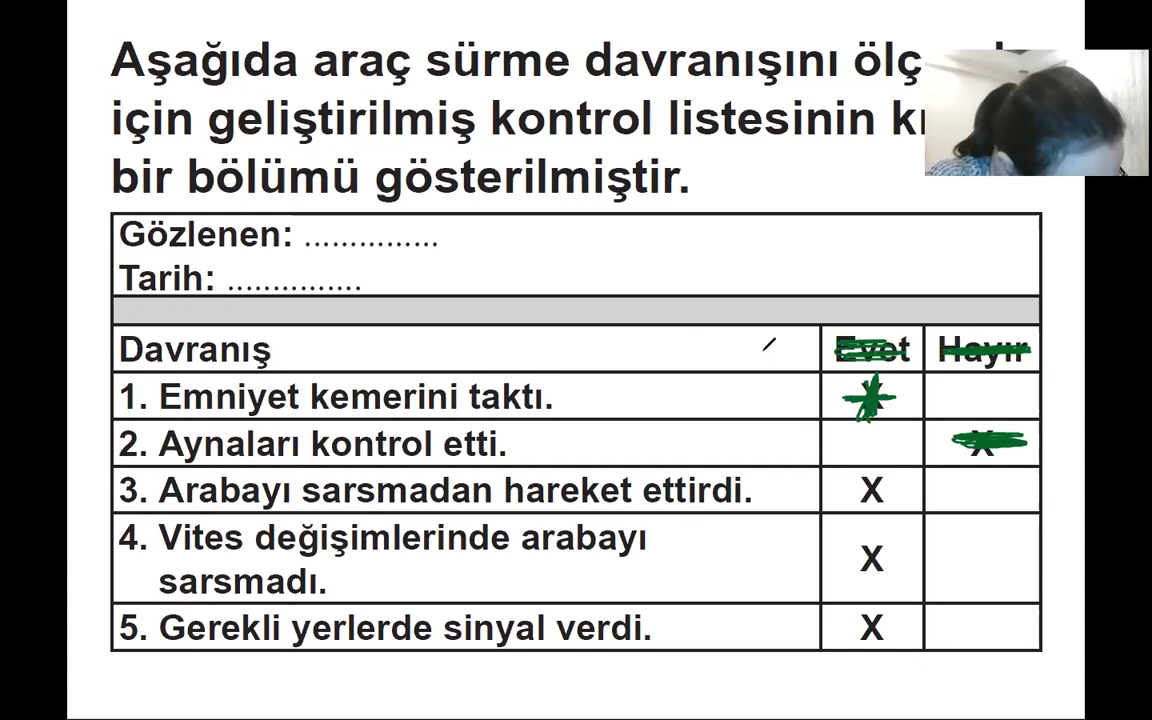 Aşağıda araç sürme davranışını
için geliştirilmiş kontrol listesinin
bir bölümü gösterilmiştir.
Gözlenen: ...............
Tarih: ...............
Davranış Evet Hayır
1. Emniyet kemerini taktı. X
2. Aynaları kontrol etti. X
3. Arabayı sarsmadan hareket ettirdi. X
4. Vites değişimlerinde arabayı
sarsmadı. X
5. Gerekli yerlerde sinyal verdi. X